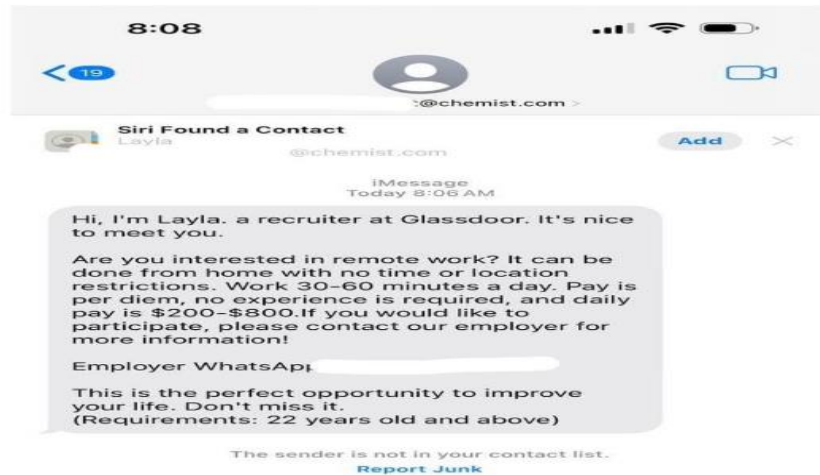 8:08
19
@chemist.com >
Siri Found a Contact
Layla
@chemist.com
Add
iMessage
Today 8:06 AM
Hi, I'm Layla. a recruiter at Glassdoor. It's nice
to meet you.
Are you interested in remote work? It can be
done from home with no time or location
restrictions. Work 30-60 minutes a day. Pay is
per diem, no experience is required, and daily
pay is $200-$800.If you would like to
participate, please contact our employer for
more information!
Employer WhatsApp
This is the perfect opportunity to improve
your life. Don't miss it.
(Requirements: 22 years old and above)
The sender is not in your contact list.
Report Junk